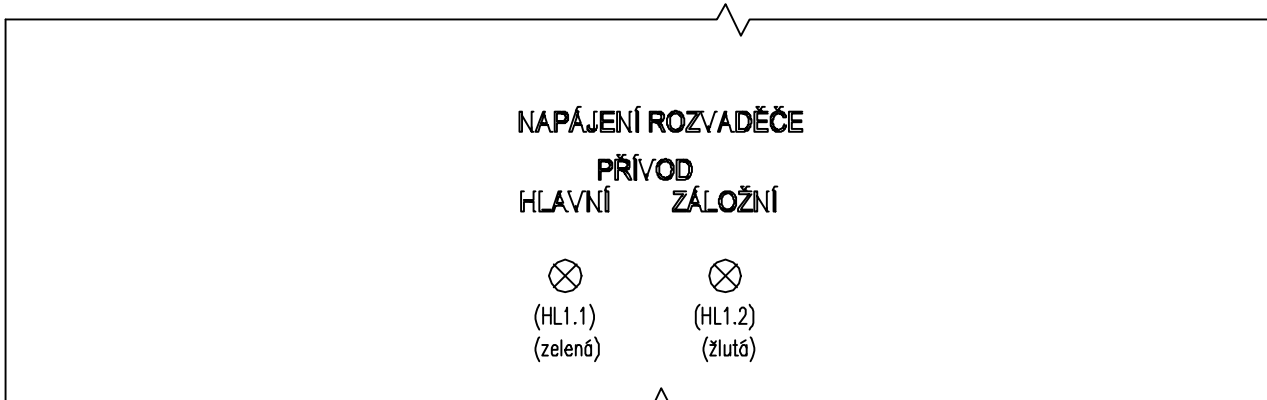 NAPÁJENÍ ROZVADĚČE
PŘÍVOD
HLAVNÍ ZÁLOŽNÍ
(HL1.1) (HL1.2)
(zelená) (žlutá)